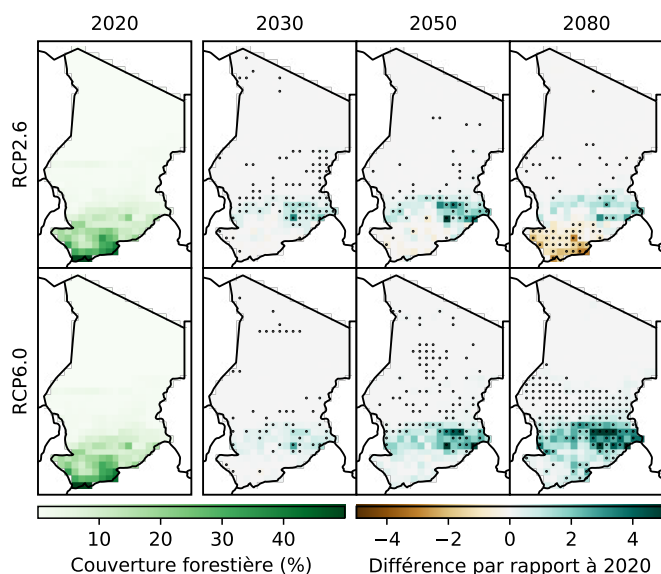 2020 2030 2050 2080
RCP2.6
RCP6.0
10 20 30 40 −4 −2 0 2 4
Couverture forestière (%) Différence par rapport à 2020